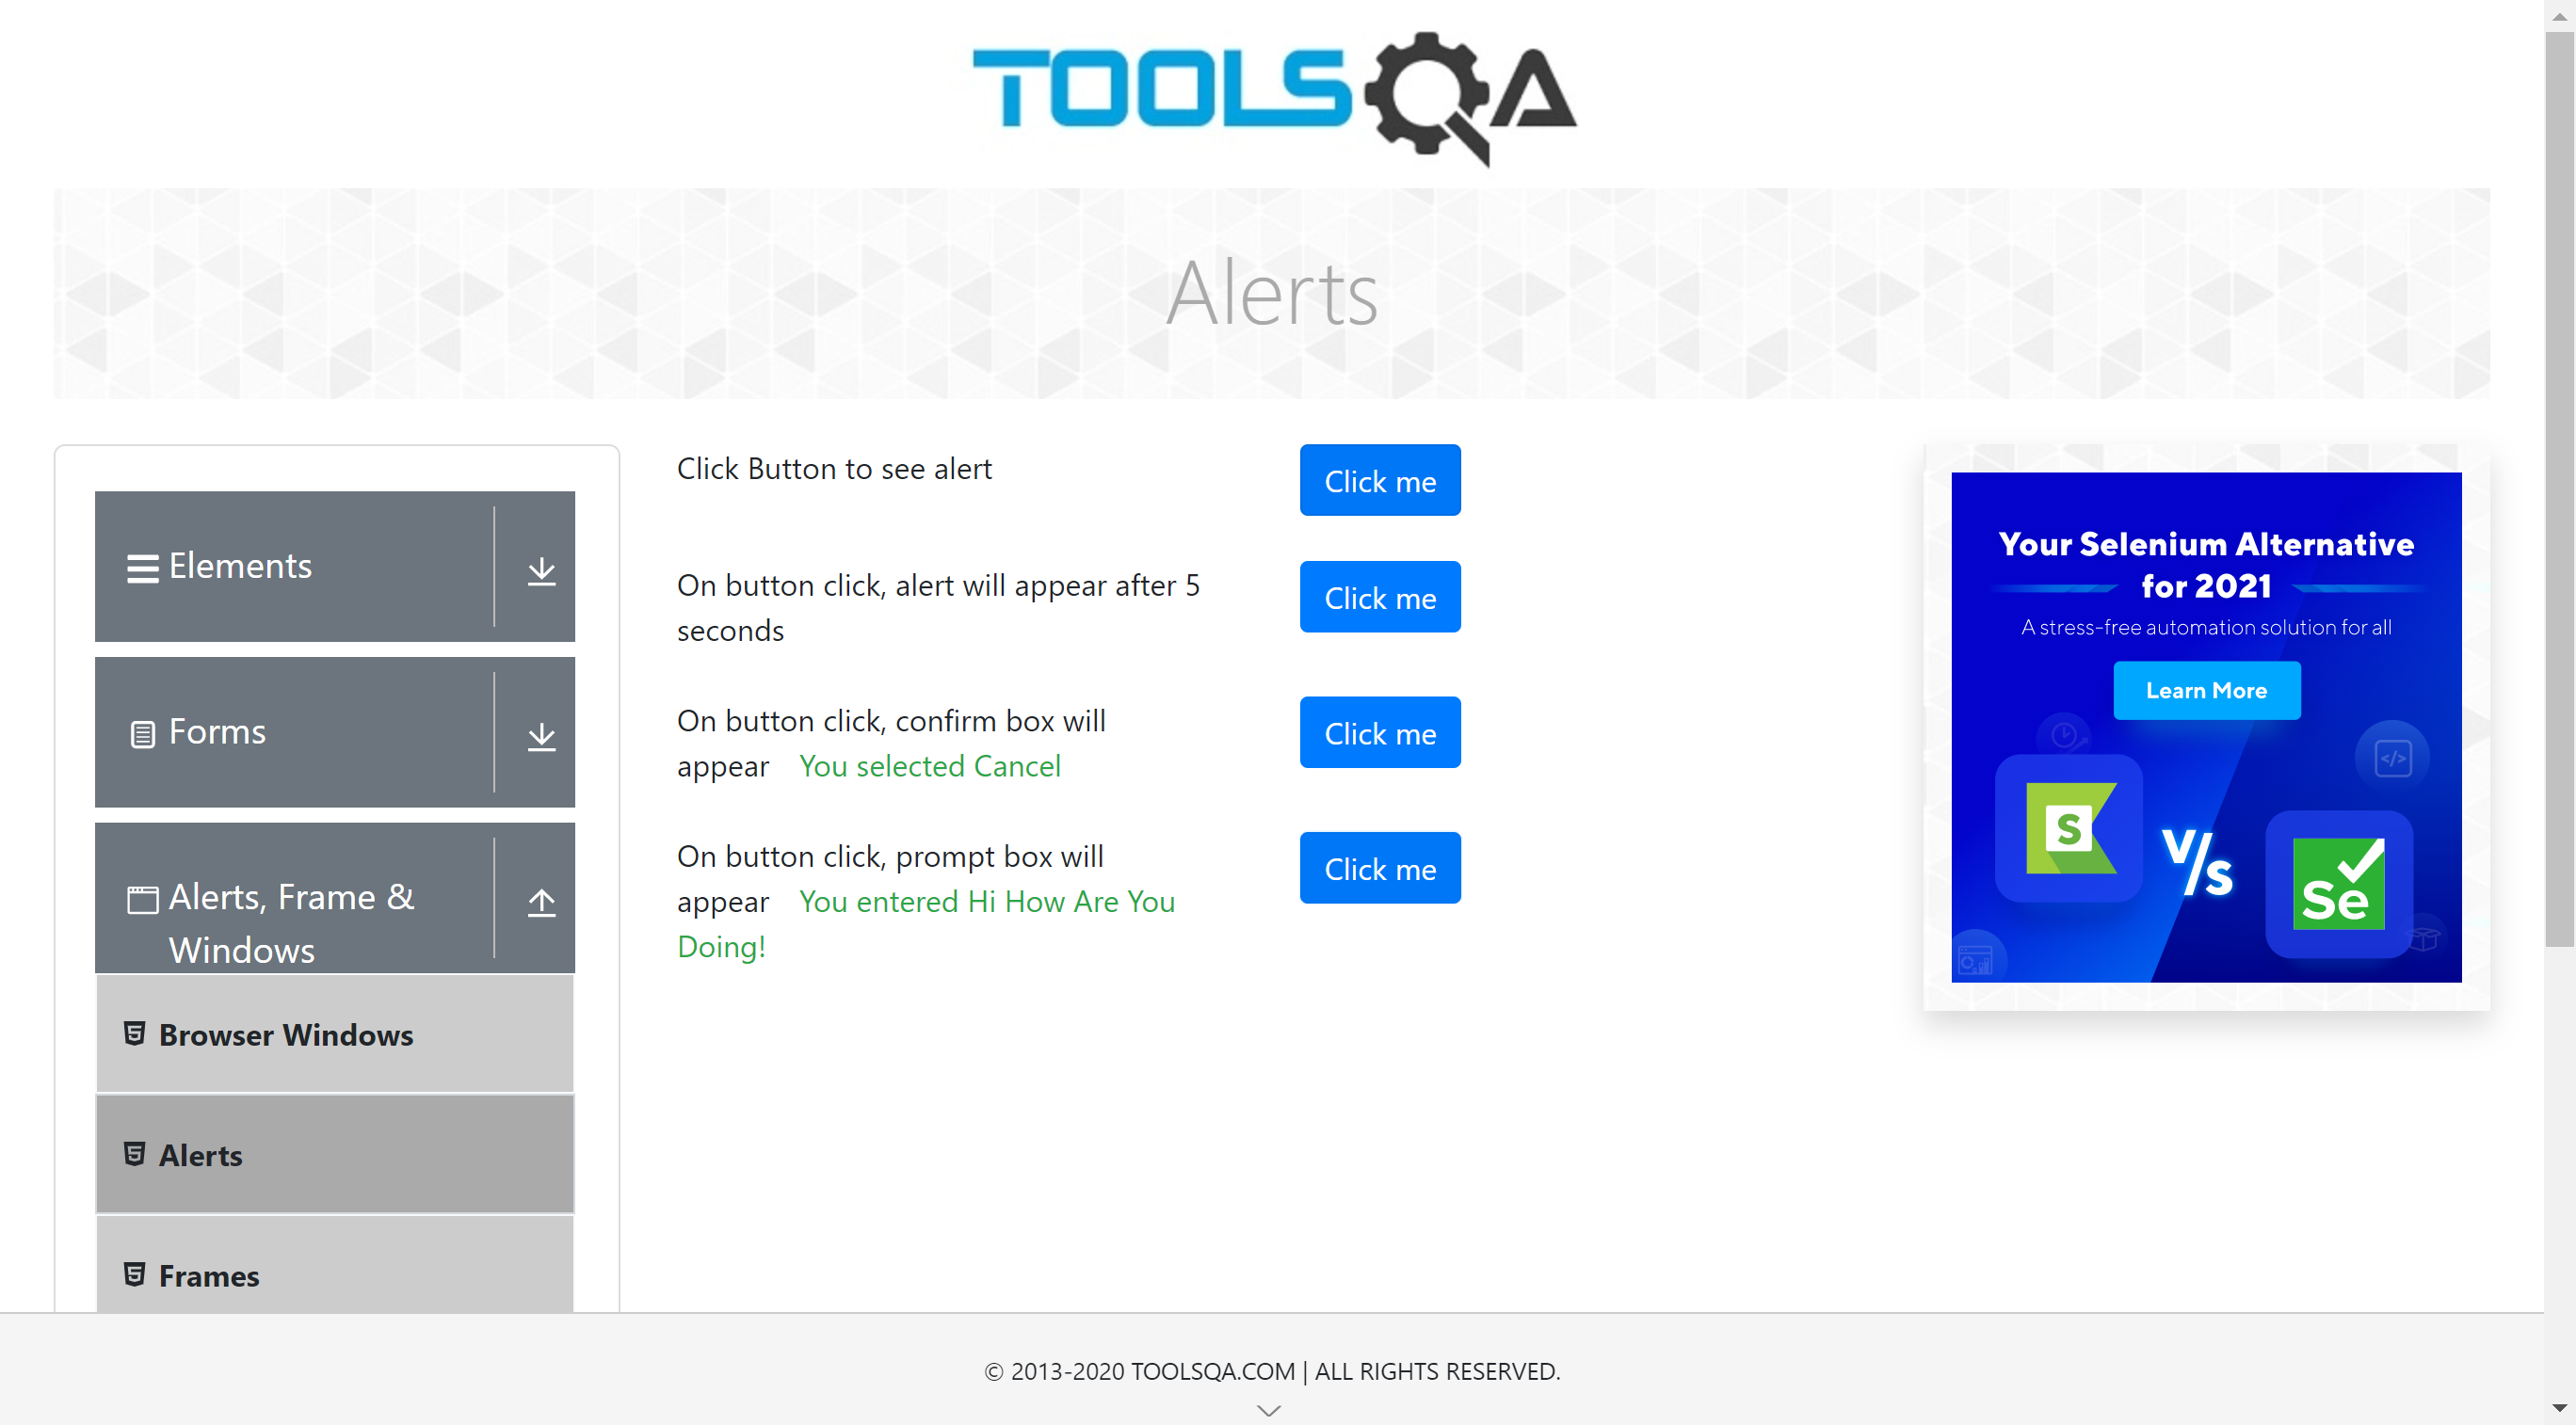 TOOLSQA
Alerts
Elements
Forms
Alerts, Frame &
Windows
Browser Windows
Alerts
Frames
Click Button to see alert
Click me
On button click, alert will appear after 5
seconds
Click me
On button click, confirm box will
appear You selected Cancel
Click me
On button click, prompt box will
appear You entered Hi How Are You
Doing!
Click me
Your Selenium Alternative
for 2021
A stress-free automation solution for all
Learn More
S
V/s
Se
</>
© 2013-2020 TOOLSQA.COM | ALL RIGHTS RESERVED.